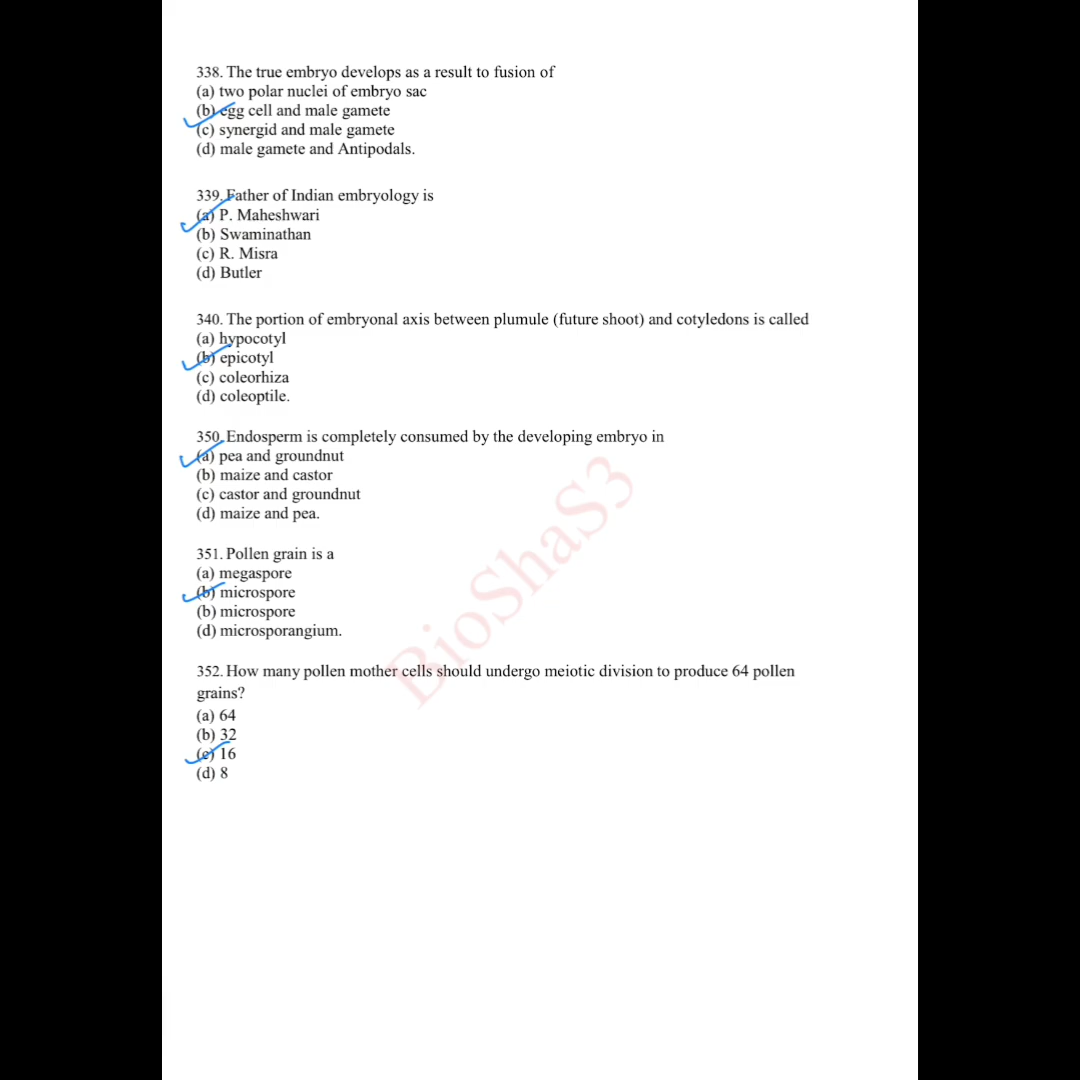 338. The true embryo develops as a result to fusion of
(a) two polar nuclei of embryo sac
(b) egg cell and male gamete
(c) synergid and male gamete
(d) male gamete and Antipodals.
339. Father of Indian embryology is
(a) P. Maheshwari
(b) Swaminathan
(c) R. Misra
(d) Butler
340. The portion of embryonal axis between plumule (future shoot) and cotyledons is called
(a) hypocotyl
(b) epicotyl
(c) coleorhiza
(d) coleoptile.
350. Endosperm is completely consumed by the developing embryo in
(a) pea and groundnut
(b) maize and castor
(c) castor and groundnut
(d) maize and pea.
351. Pollen grain is a
(a) megaspore
(b) microspore
(b) microspore
(d) microsporangium.
352. How many pollen mother cells should undergo meiotic division to produce 64 pollen
grains?
(a) 64
(b) 32
(c) 16
(d) 8
BioShaS3